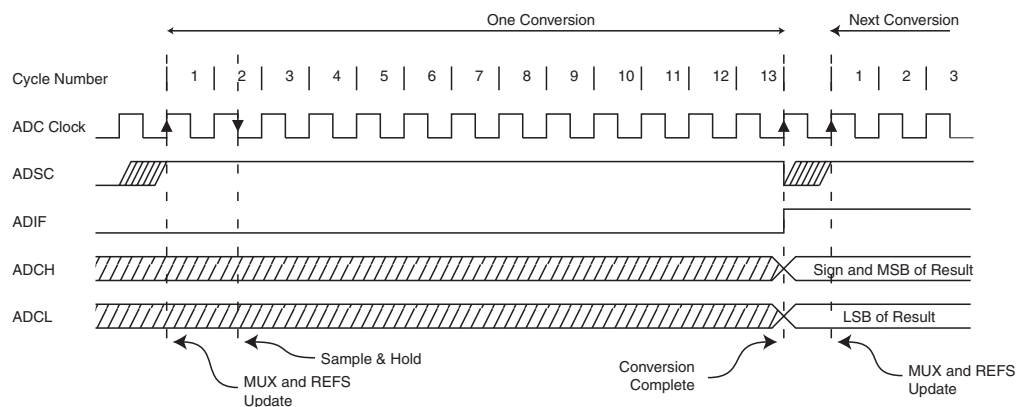 One Conversion Next Conversion
Cycle Number 1 2 3 4 5 6 7 8 9 10 11 12 13 1 2 3
ADC Clock
ADSC
ADIF
ADCH Sign and MSB of Result
ADCL LSB of Result
Sample & Hold
MUX and REFS
Update
Conversion
Complete
MUX and REFS
Update